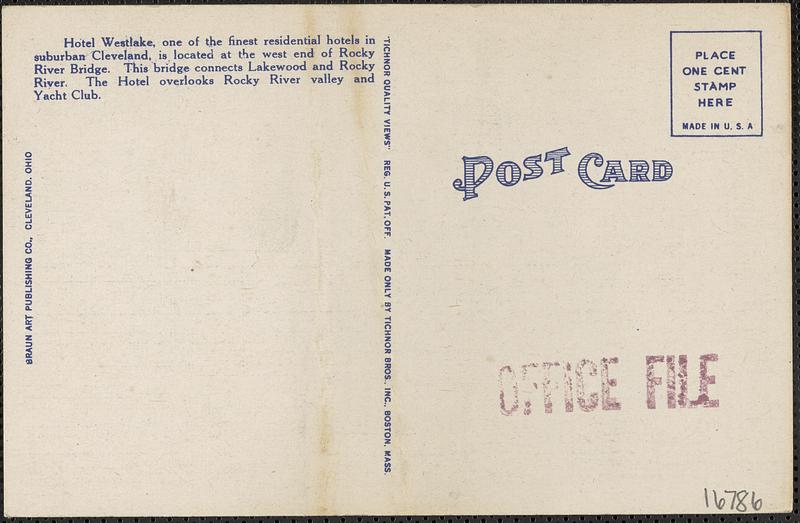 Hotel Westlake, one of the finest residential hotels in
suburban Cleveland, is located at the west end of Rocky
River Bridge. This bridge connects Lakewood and Rocky
River. The Hotel overlooks Rocky River valley and
Yacht Club.
BRAUN ART PUBLISHING CO., CLEVELAND, OHIO
"TICHNOR QUALITY VIEWS" REG. U. S. PAT. OFF. MADE ONLY BY TICHNOR BROS., INC., BOSTON, MASS.
PLACE
ONE CENT
STAMP
HERE
MADE IN U. S. A
POST CARD
OFFICE FILE
16786